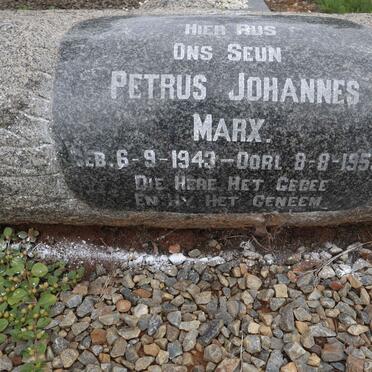 HIER RUS
ONS SEUN
PETRUS JOHANNES
MARX.
GEB. 6-9-1943 - OORL. 8-8-195
DIE HERE HET GEGEE
EN HY HET GENEEM